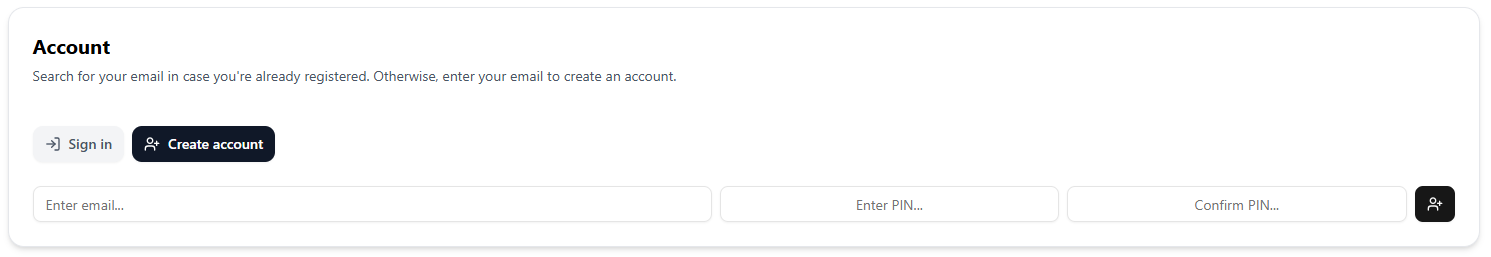 Account
Search for your email in case you're already registered. Otherwise, enter your email to create an account.
Sign in
Create account
Enter email...
Enter PIN...
Confirm PIN...